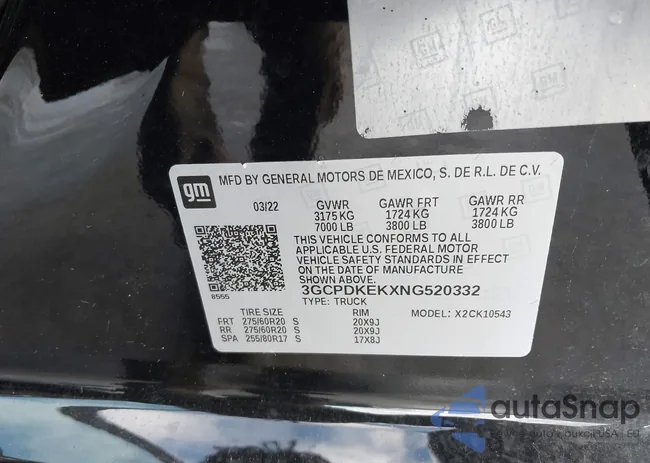 gm MFD BY GENERAL MOTORS DE MEXICO, S. DE R.L. DE C.V.
03/22 GVWR GAWR FRT GAWR RR
3175 KG 1724 KG 1724 KG
7000 LB 3800 LB 3800 LB
THIS VEHICLE CONFORMS TO ALL
APPLICABLE U.S. FEDERAL MOTOR
VEHICLE SAFETY STANDARDS IN EFFECT
ON THE DATE OF MANUFACTURE
SHOWN ABOVE.
3GCPDKEKXNG520332
8555 TYPE: TRUCK
TIRE SIZE RIM MODEL: X2CK10543
FRT 275/60R20 S 20X9J
RR 275/60R20 S 20X9J
SPA 255/80R17 S 17X8J
autaSnap